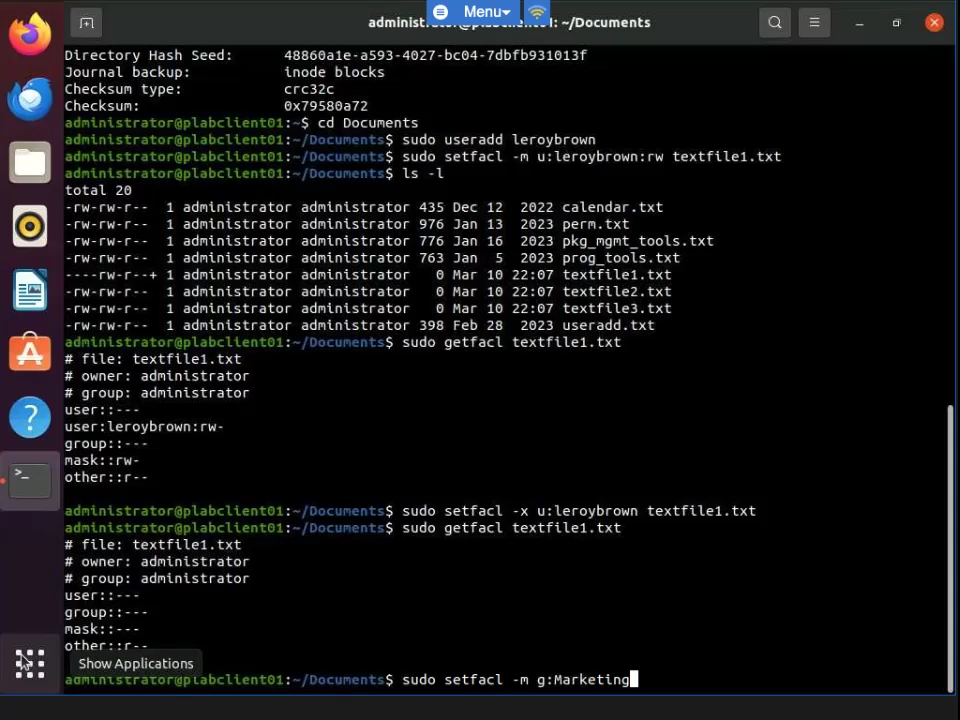 Menu
administrator@plabclient01: ~/Documents
Directory Hash Seed:      48860a1e-a593-4027-bc04-7dbfb931013f
Journal backup:           inode blocks
Checksum type:            crc32c
Checksum:                 0x79580a72
administrator@plabclient01:~$ cd Documents
administrator@plabclient01:~/Documents$ sudo useradd leroybrown
administrator@plabclient01:~/Documents$ sudo setfacl -m u:leroybrown:rw textfile1.txt
administrator@plabclient01:~/Documents$ ls -l
total 20
-rw-rw-r--  1 administrator administrator 435 Dec 12  2022 calendar.txt
-rw-rw-r--  1 administrator administrator 976 Jan 13  2023 perm.txt
-rw-rw-r--  1 administrator administrator 776 Jan 16  2023 pkg_mgmt_tools.txt
-rw-rw-r--  1 administrator administrator 763 Jan  5  2023 prog_tools.txt
----rw-r--+ 1 administrator administrator   0 Mar 10 22:07 textfile1.txt
-rw-rw-r--  1 administrator administrator   0 Mar 10 22:07 textfile2.txt
-rw-rw-r--  1 administrator administrator   0 Mar 10 22:07 textfile3.txt
-rw-rw-r--  1 administrator administrator 398 Feb 28  2023 useradd.txt
administrator@plabclient01:~/Documents$ sudo getfacl textfile1.txt
# file: textfile1.txt
# owner: administrator
# group: administrator
user::---
user:leroybrown:rw-
group::---
mask::rw-
other::r--
administrator@plabclient01:~/Documents$ sudo setfacl -x u:leroybrown textfile1.txt
administrator@plabclient01:~/Documents$ sudo getfacl textfile1.txt
# file: textfile1.txt
# owner: administrator
# group: administrator
user::---
group::---
mask::---
other::r--
Show Applications
administrator@plabclient01:~/Documents$ sudo setfacl -m g:Marketing